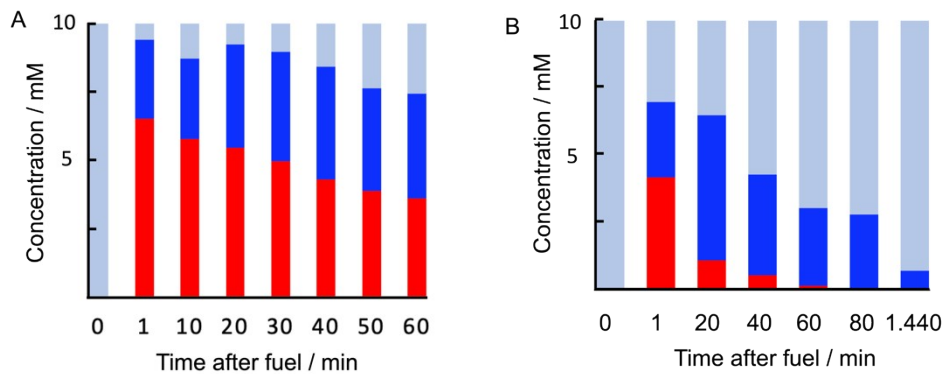 A
10
5
Concentration / mM
0 1 10 20 30 40 50 60
Time after fuel / min
B
10
5
Concentration / mM
0 1 20 40 60 80 1.440
Time after fuel / min